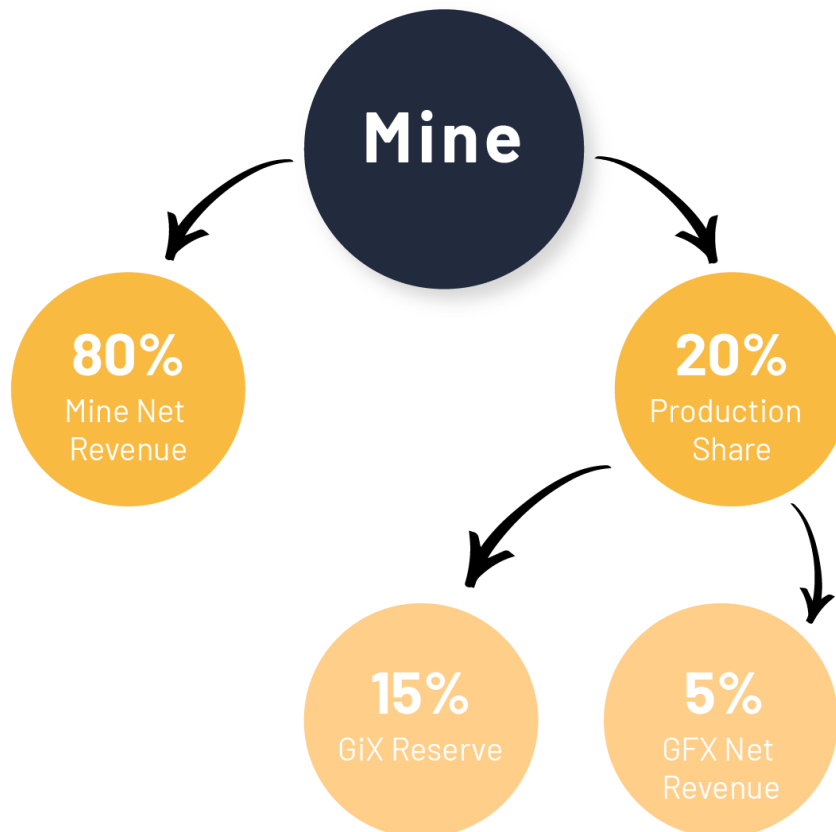 Mine
80%
Mine Net
Revenue
20%
Production
Share
15%
GiX Reserve
5%
GFX Net
Revenue